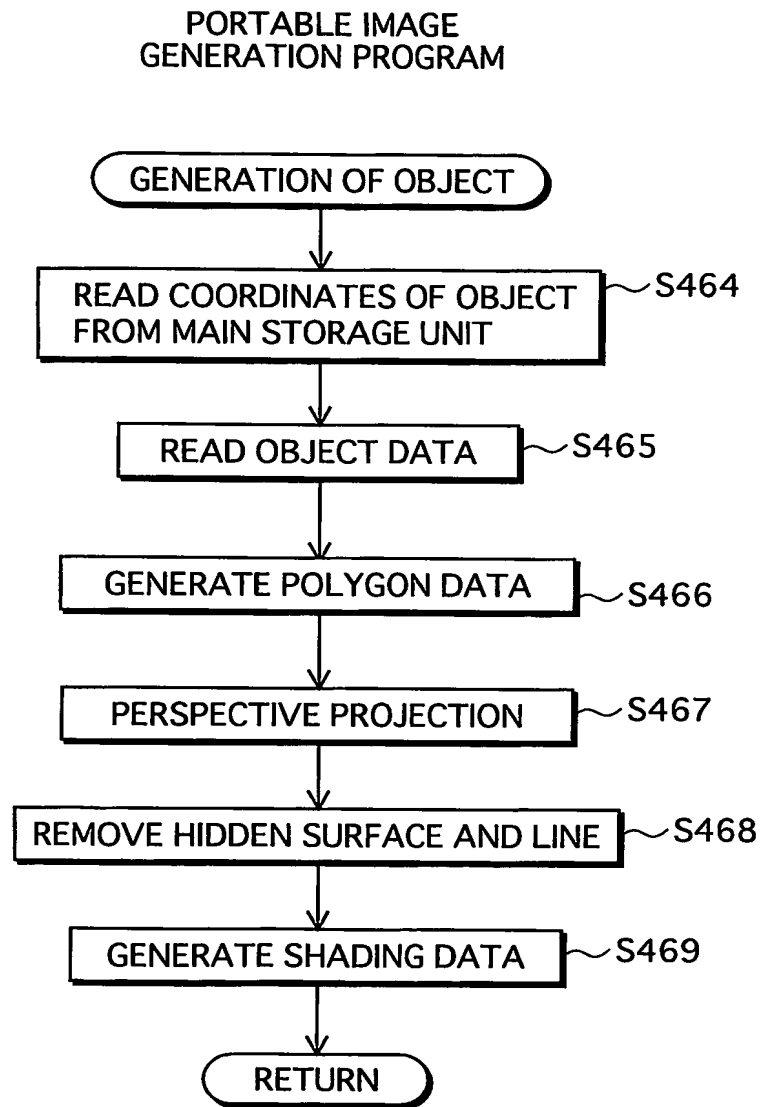 PORTABLE IMAGE
GENERATION PROGRAM
GENERATION OF OBJECT
READ COORDINATES OF OBJECT
FROM MAIN STORAGE UNIT
S464
READ OBJECT DATA
S465
GENERATE POLYGON DATA
S466
PERSPECTIVE PROJECTION
S467
REMOVE HIDDEN SURFACE AND LINE
S468
GENERATE SHADING DATA
S469
RETURN